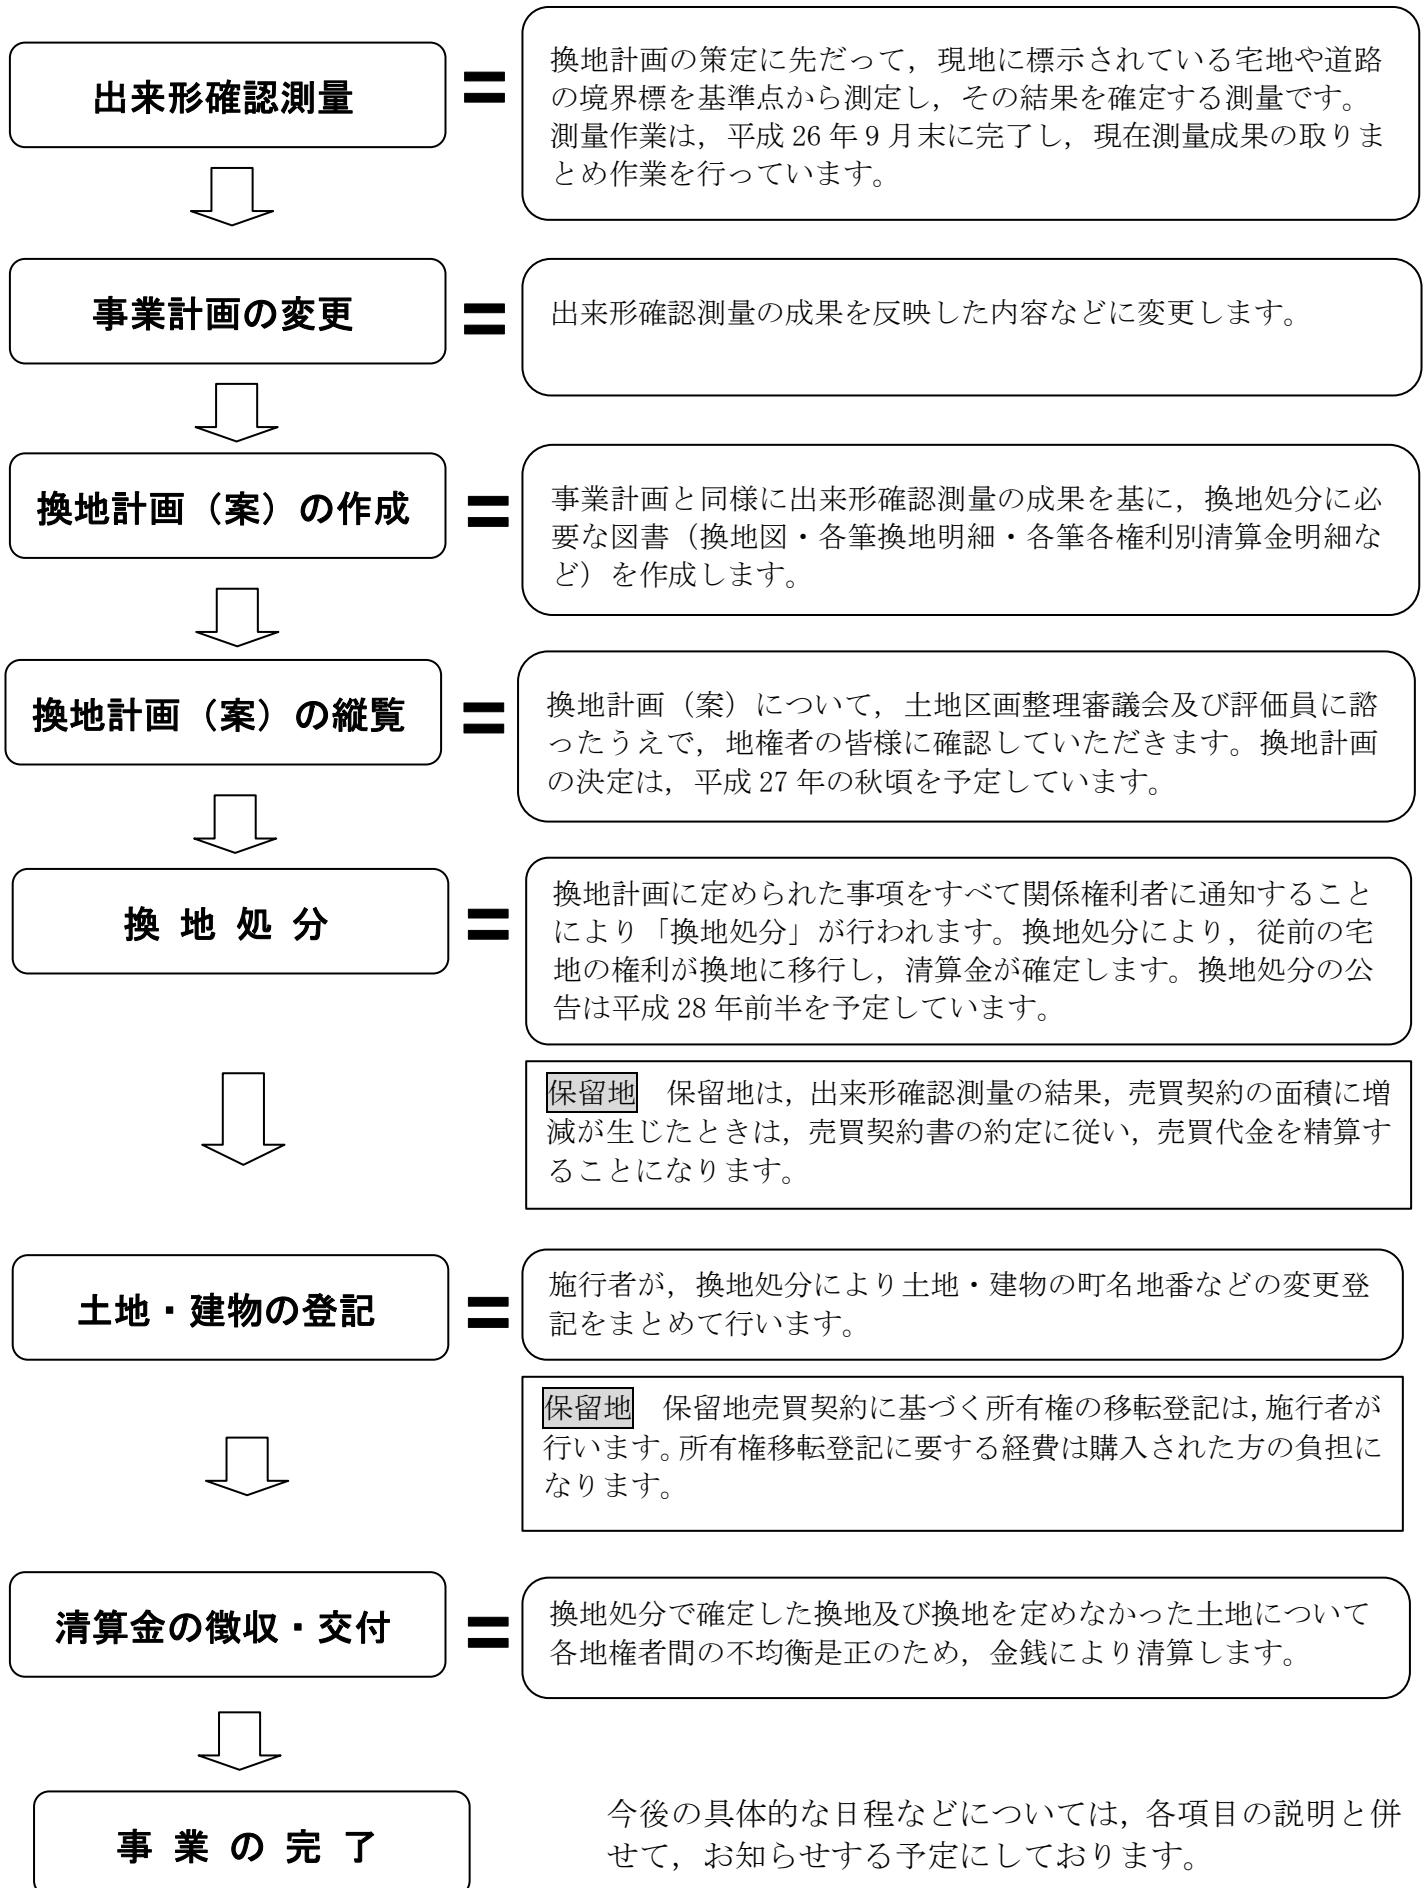 出来形確認測量
＝
換地計画の策定に先だって，現地に標示されている宅地や道路
の境界標を基準点から測定し，その結果を確定する測量です。
測量作業は，平成 26 年 9 月末に完了し，現在測量成果の取りま
とめ作業を行っています。
事業計画の変更
＝
出来形確認測量の成果を反映した内容などに変更します。
換地計画（案）の作成
＝
事業計画と同様に出来形確認測量の成果を基に，換地処分に必
要な図書（換地図・各筆換地明細・各筆各権利別清算金明細な
ど）を作成します。
換地計画（案）の縦覧
＝
換地計画（案）について，土地区画整理審議会及び評価員に諮
ったうえで，地権者の皆様に確認していただきます。換地計画
の決定は，平成 27 年の秋頃を予定しています。
換 地 処 分
＝
換地計画に定められた事項をすべて関係権利者に通知すること
により「換地処分」が行われます。換地処分により，従前の宅
地の権利が換地に移行し，清算金が確定します。換地処分の公
告は平成 28 年前半を予定しています。
保留地　保留地は，出来形確認測量の結果，売買契約の面積に増
減が生じたときは，売買契約書の約定に従い，売買代金を精算す
ることになります。
土地・建物の登記
＝
施行者が，換地処分により土地・建物の町名地番などの変更登
記をまとめて行います。
保留地　保留地売買契約に基づく所有権の移転登記は，施行者が
行います。所有権移転登記に要する経費は購入された方の負担に
なります。
清算金の徴収・交付
＝
換地処分で確定した換地及び換地を定めなかった土地について
各地権者間の不均衡是正のため，金銭により清算します。
事 業 の 完 了
今後の具体的な日程などについては，各項目の説明と併
せて，お知らせする予定にしております。